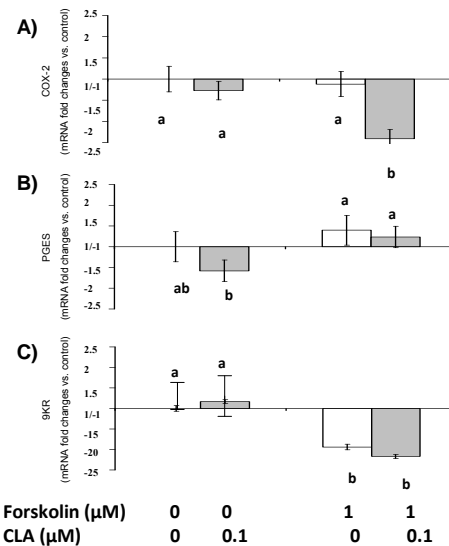 A)
COX-2
(mRNA fold changes vs. control)
2.5
2
1.5
1/-1
-1.5
-2
-2.5
a
a
a
b
B)
PGES
(mRNA fold changes vs. control)
2.5
2
1.5
1/-1
-1.5
-2
-2.5
ab
b
a
a
C)
9KR
(mRNA fold changes vs. control)
2.5
2
1.5
1/-1
-15
-20
-25
a
a
b
b
Forskolin (µM) 0 0 1 1
CLA (µM) 0 0.1 0 0.1